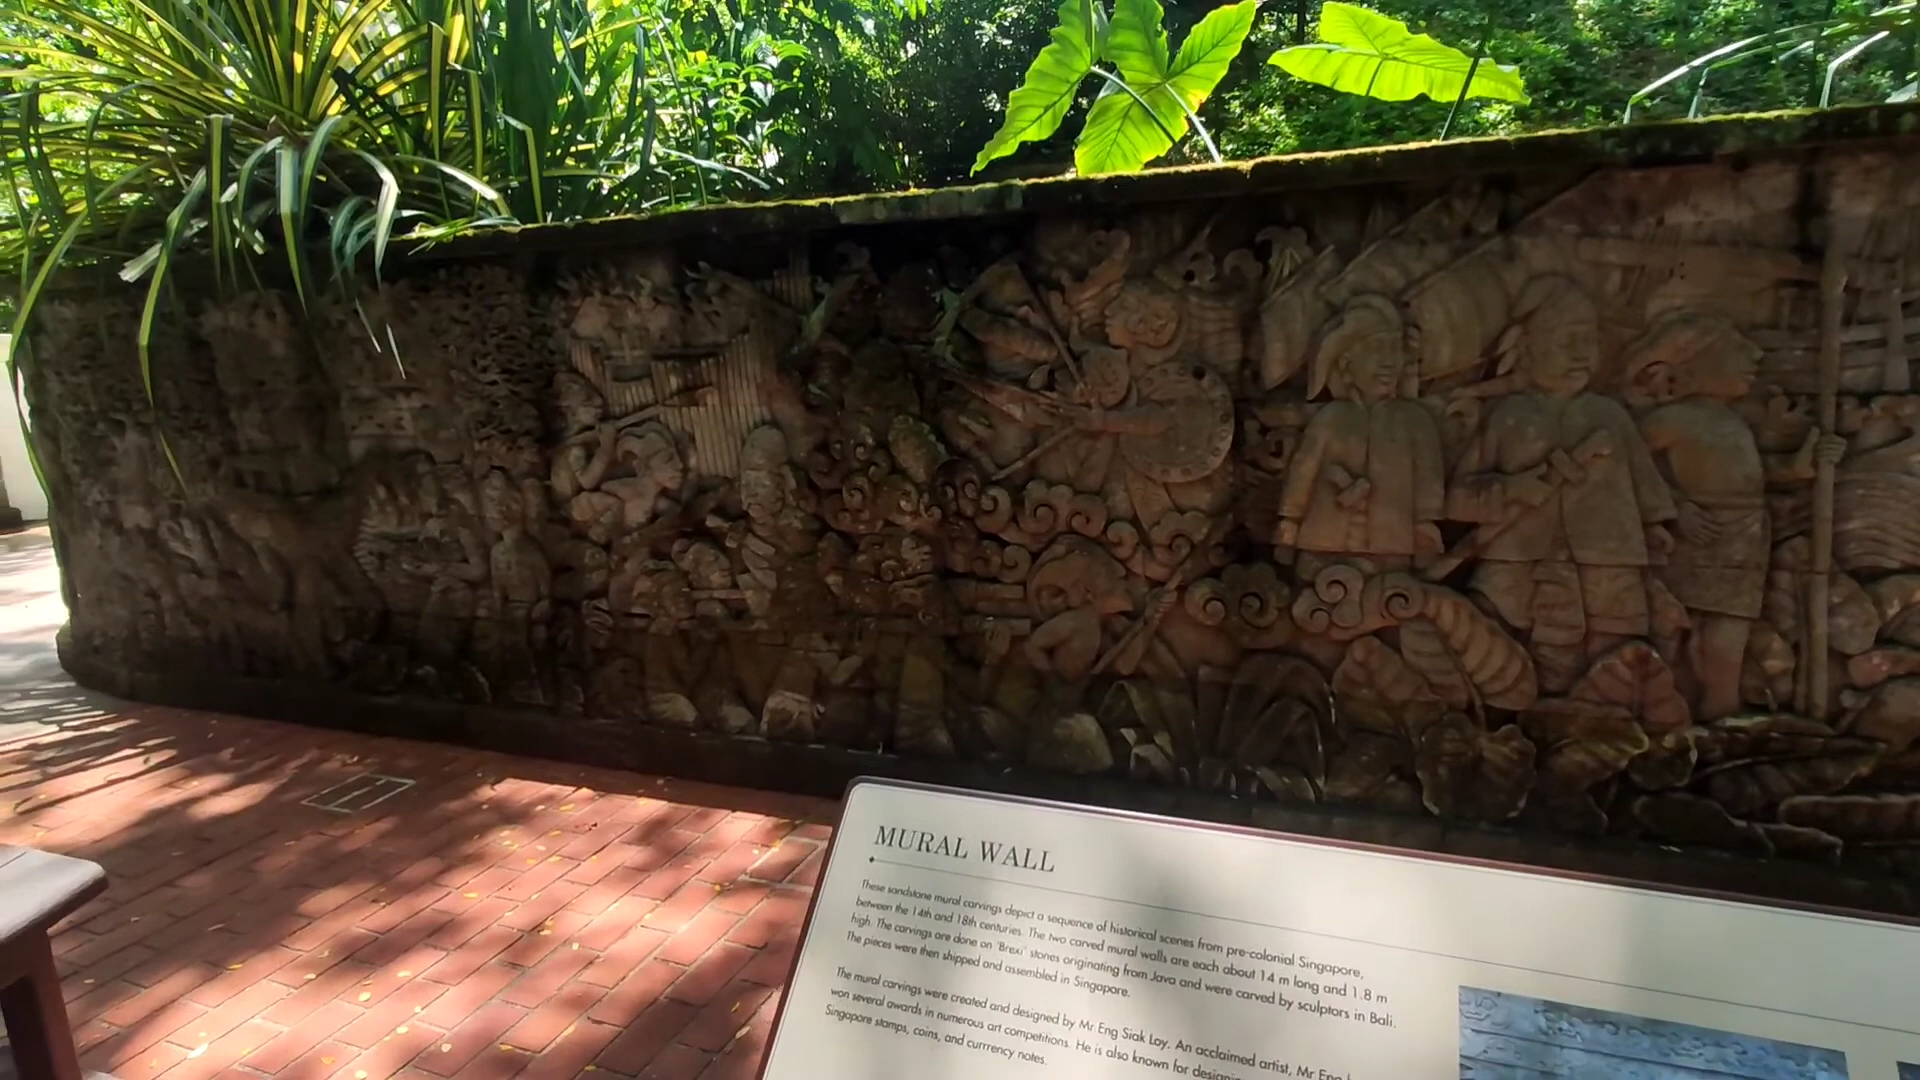 MURAL WALL
These sandstone mural carvings depict a sequence of historical scenes from pre-colonial Singapore,
between the 14th and 18th centuries. The two carved mural walls are each about 14 m long and 1.8 m
high. The carvings are done on 'Brexi' stones originating from Java and were carved by sculptors in Bali.
The pieces were then shipped and assembled in Singapore.
The mural carvings were created and designed by Mr Eng Siak Loy. An acclaimed artist, Mr Eng
won several awards in numerous art competitions. He is also known for
Singapore stamps, coins, and currrency notes.